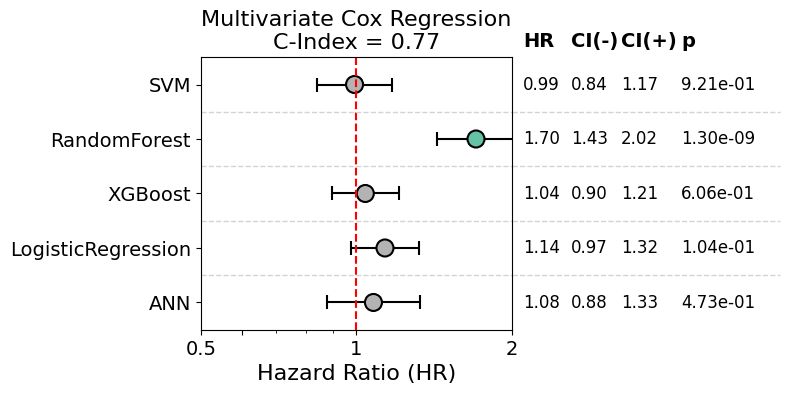 Multivariate Cox Regression
C-Index = 0.77
HR CI(-) CI(+) p
SVM 0.99 0.84 1.17 9.21e-01
RandomForest 1.70 1.43 2.02 1.30e-09
XGBoost 1.04 0.90 1.21 6.06e-01
LogisticRegression 1.14 0.97 1.32 1.04e-01
ANN 1.08 0.88 1.33 4.73e-01
0.5 1 2
Hazard Ratio (HR)